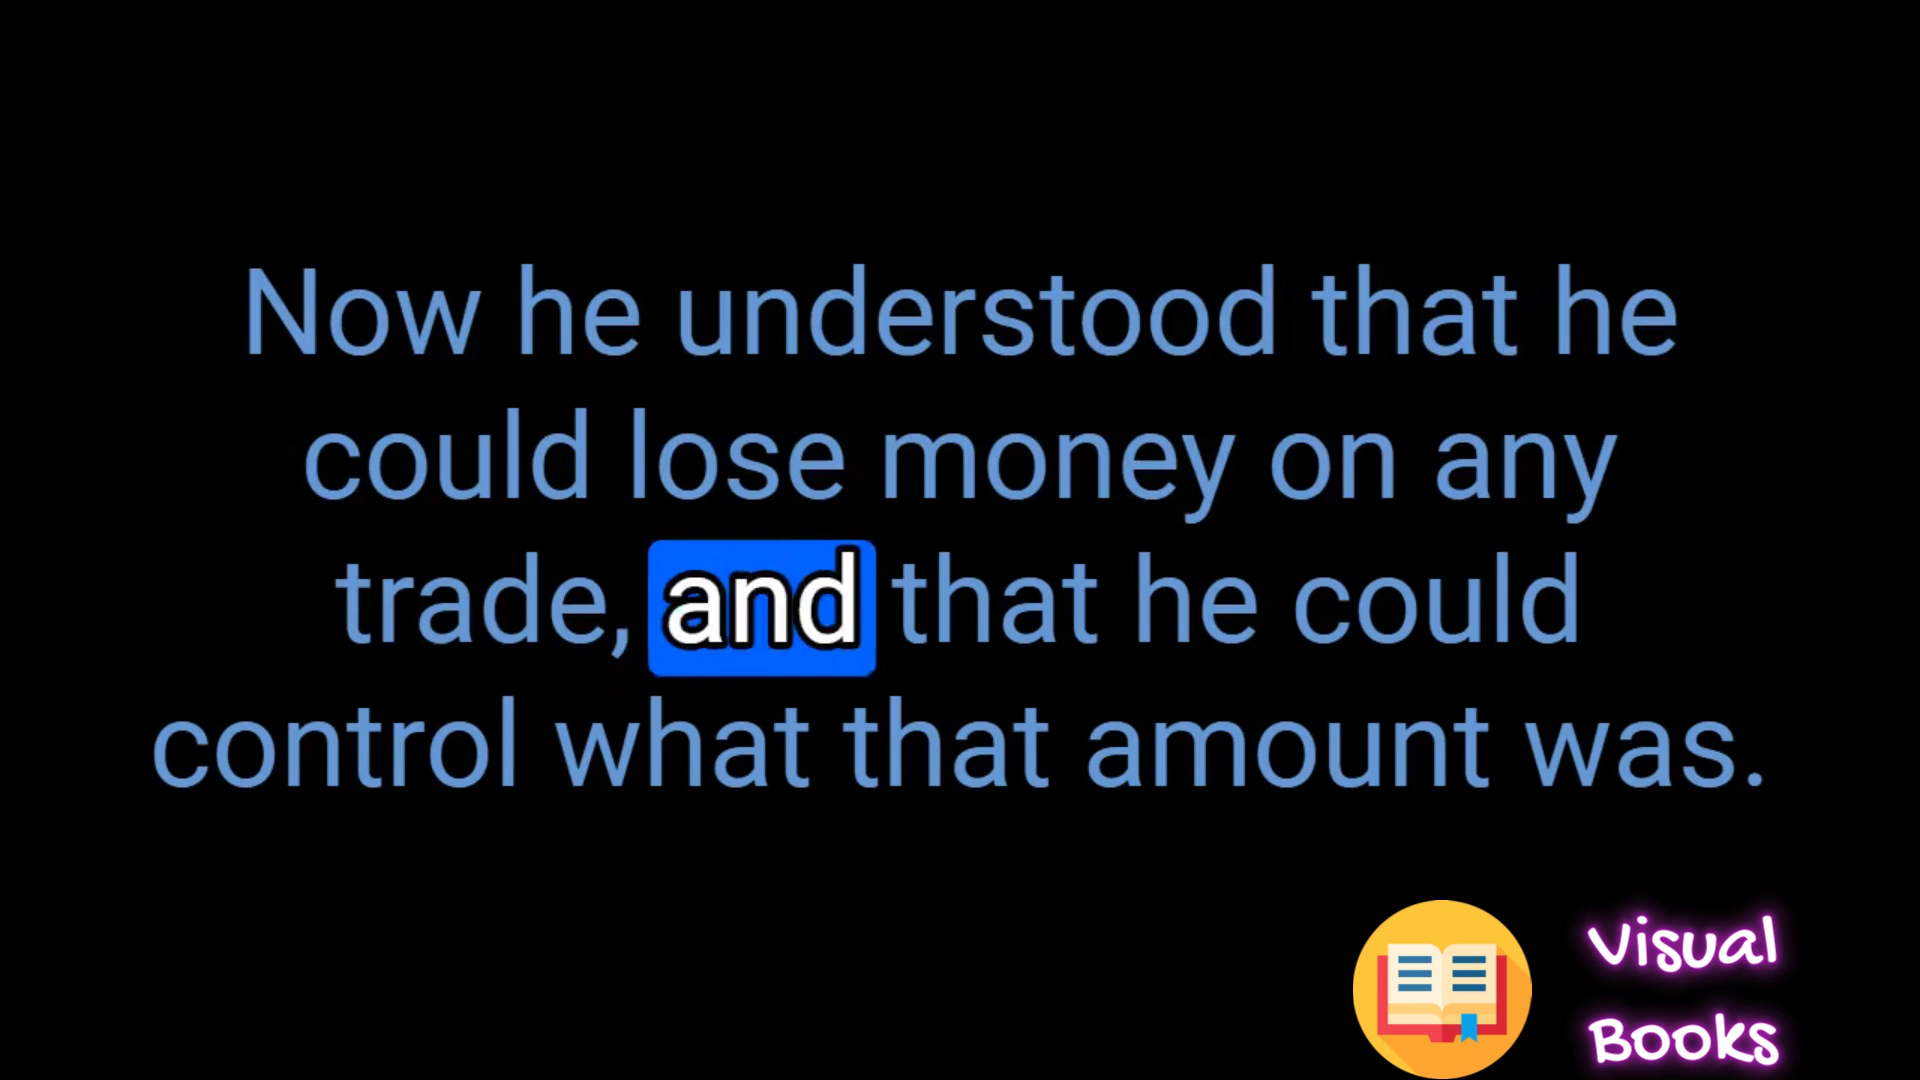 Now he understood that he
could lose money on any
trade, and that he could
control what that amount was.
Visual
Books